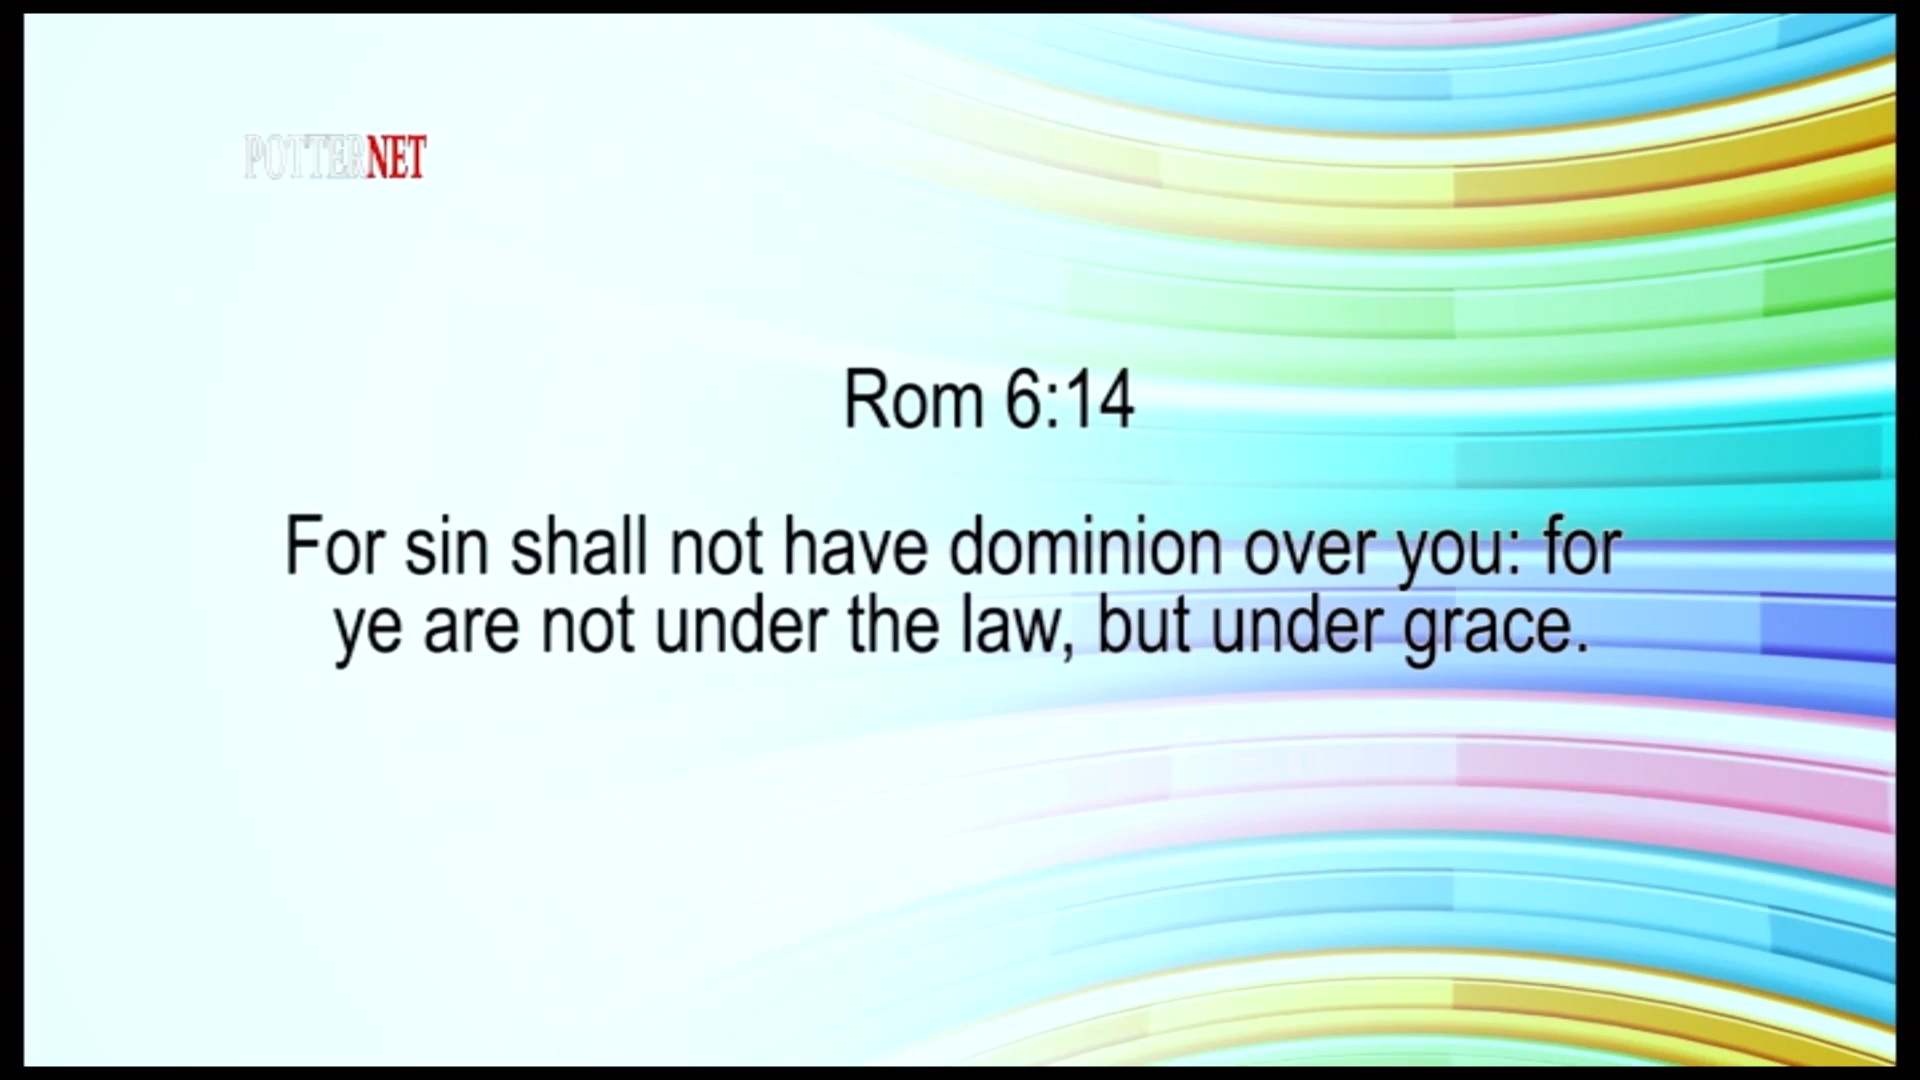 POTTERNET
Rom 6:14
For sin shall not have dominion over you: for
ye are not under the law, but under grace.